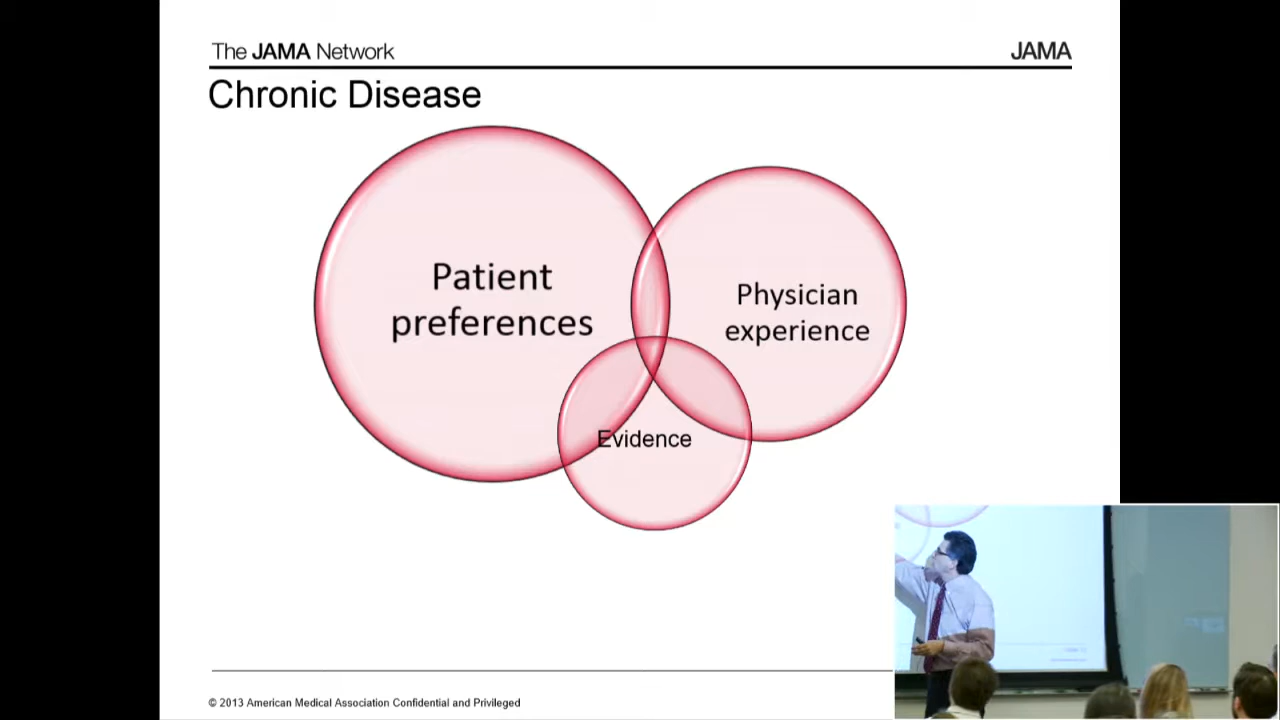 The JAMA Network
JAMA
Chronic Disease
Patient
preferences
Physician
experience
Evidence
© 2013 American Medical Association Confidential and Privileged